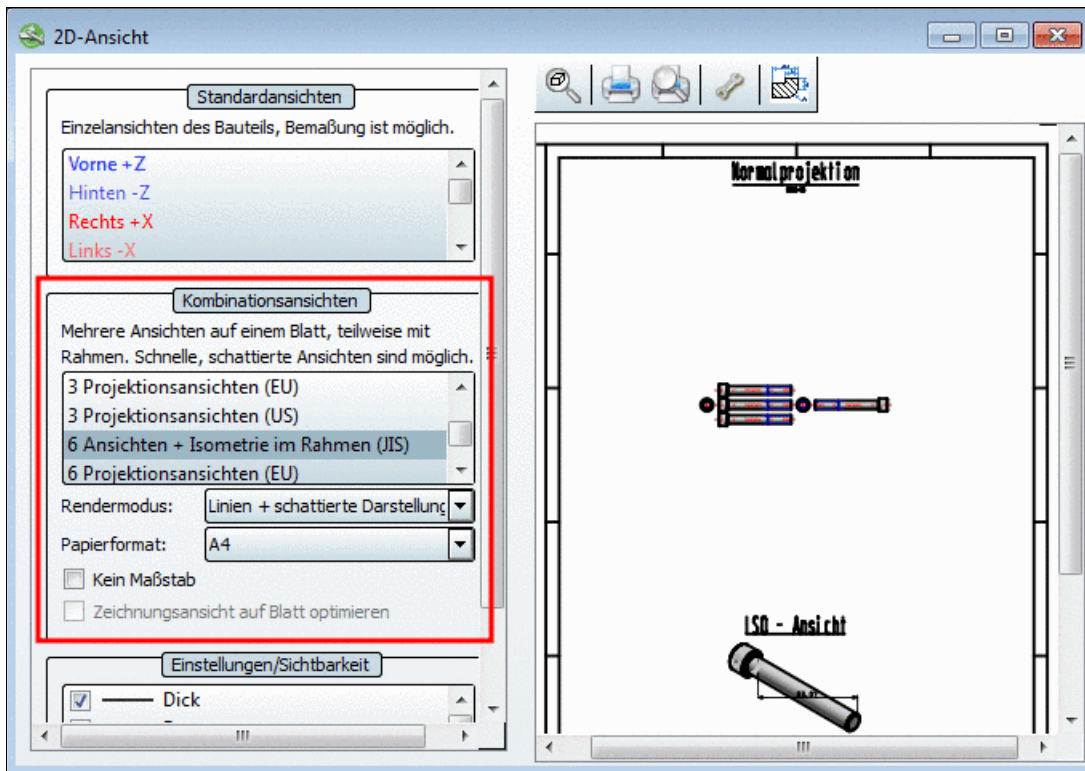 2D-Ansicht
Standardansichten
Einzelansichten des Bauteils, Bemaßung ist möglich.
Vorne +Z
Hinten -Z
Rechts +X
Links -X
Kombinationsansichten
Mehrere Ansichten auf einem Blatt, teilweise mit
Rahmen. Schnelle, schattierte Ansichten sind möglich.
3 Projektionsansichten (EU)
3 Projektionsansichten (US)
6 Ansichten + Isometrie im Rahmen (JIS)
6 Projektionsansichten (EU)
Rendermodus: Linien + schattierte Darstellung
Papierformat: A4
Kein Maßstab
Zeichnungsansicht auf Blatt optimieren
Einstellungen/Sichtbarkeit
Dick
Normalprojektion
ISO - Ansicht